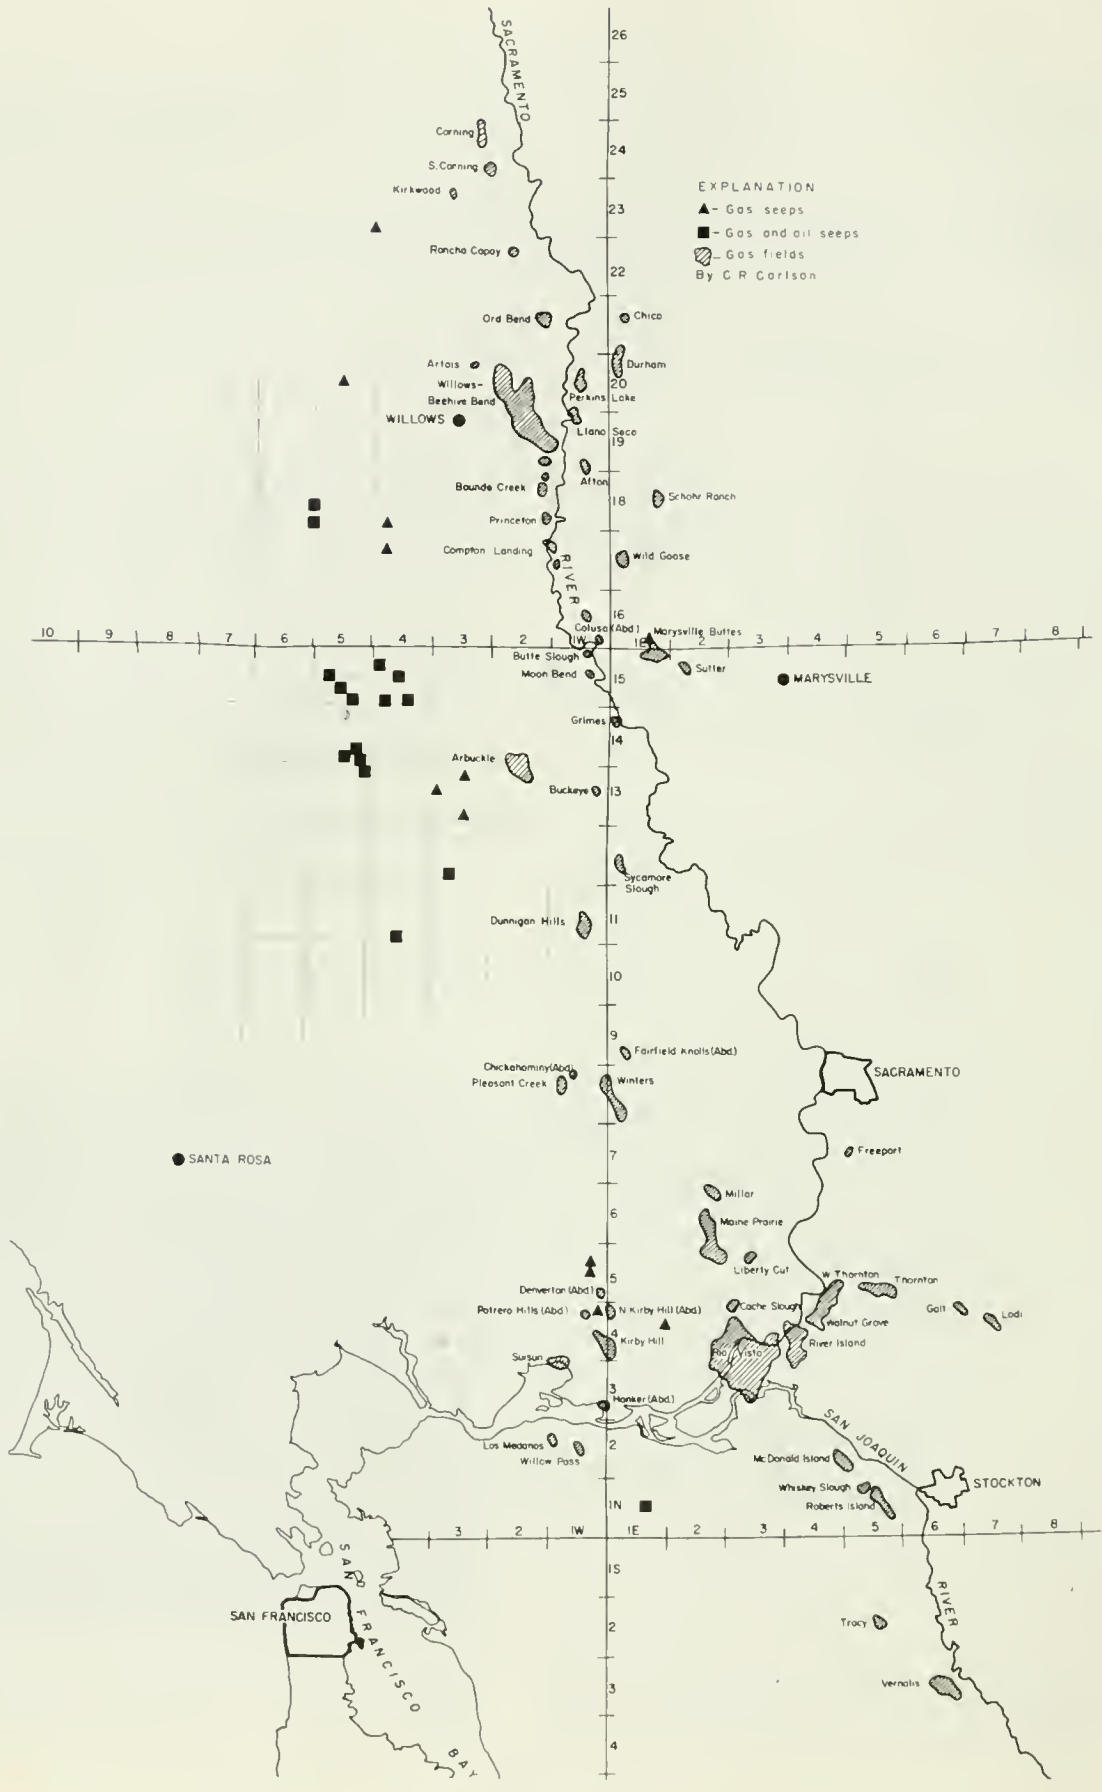 SACRAMENTO
26
25
24
23
22
20
19
18
16
15
14
13
11
10
9
7
6
5
4
3
2
1N
1S
2
3
4
Corning
S. Corning
Kirkwood
EXPLANATION
- Gas seeps
- Gas and oil seeps
- Gas fields
By C R Carlson
Rancho Capay
Ord Bend
Chico
Artois
Durham
Willows-
Beehive Bend
Perkins Lake
WILLOWS
Llano Seco
Afton
Bounde Creek
Schohr Ranch
Princeton
Compton Landing
RIVER
Wild Goose
10 9 8 7 6 5 4 3 2 1W 1E 2 3 4 5 6 7 8
Colusa (Abd.)
Marysville Buttes
Butte Slough
Moon Bend
Sutter
MARYSVILLE
Grimes
Arbuckle
Buckeye
Sycamore
Slough
Dunnigan Hills
Fairfield Knolls (Abd.)
Chickahominy (Abd)
Pleasant Creek
Winters
SACRAMENTO
SANTA ROSA
Freeport
Millar
Maine Prairie
Liberty Cut
W Thornton
Thornton
Denverton (Abd.)
Potrero Hills (Abd)
N Kirby Hill (Abd.)
Cache Slough
Galt
Lodi
Walnut Grove
Kirby Hill
Rio Vista
River Island
Suisun
Honker (Abd.)
SAN JOAQUIN
Los Medanos
Willow Pass
McDonald Island
Whiskey Slough
Roberts Island
STOCKTON
3 2 1W 1E 2 3 4 5 6 7 8
SAN FRANCISCO
SAN FRANCISCO BAY
RIVER
Tracy
Vernalis